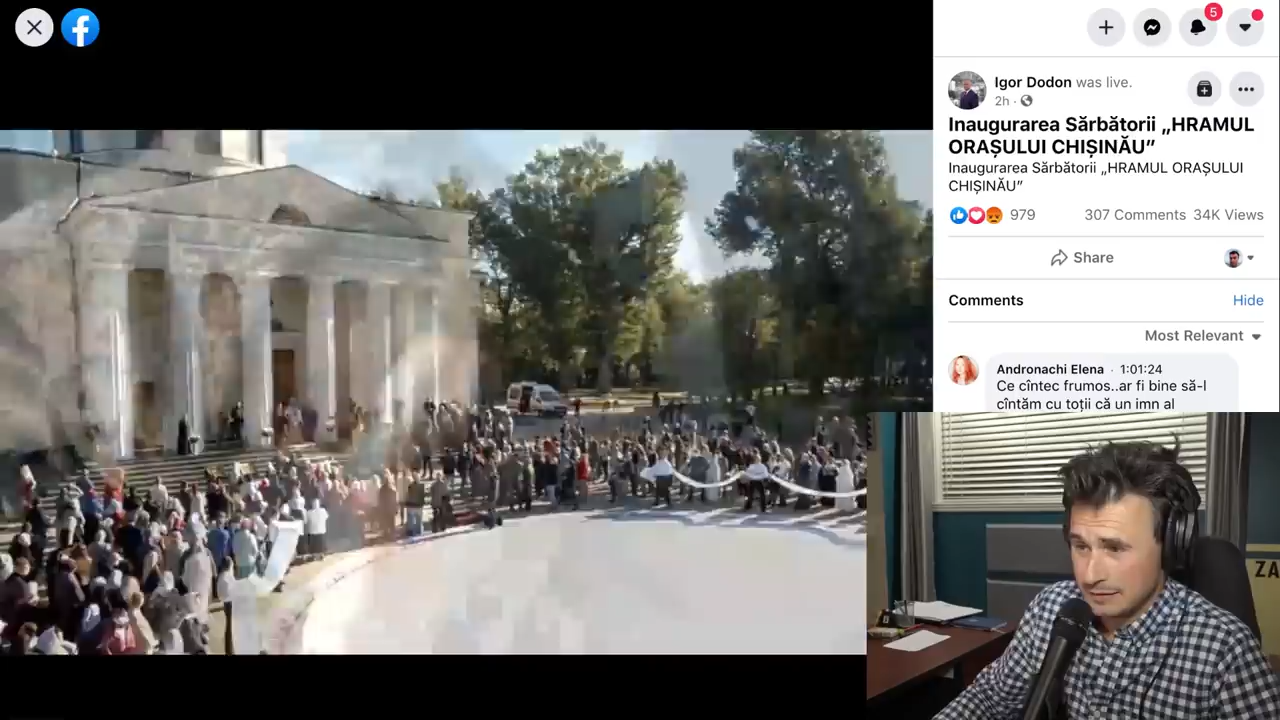 5
Igor Dodon was live.
2h ·
Inaugurarea Sărbătorii „HRAMUL
ORAȘULUI CHIȘINĂU”
Inaugurarea Sărbătorii „HRAMUL ORAȘULUI
CHIȘINĂU”
979 307 Comments 34K Views
Share
Comments Hide
Most Relevant
Andronachi Elena · 1:01:24
Ce cîntec frumos..ar fi bine să-l
cîntăm cu toții că un imn al
ZA